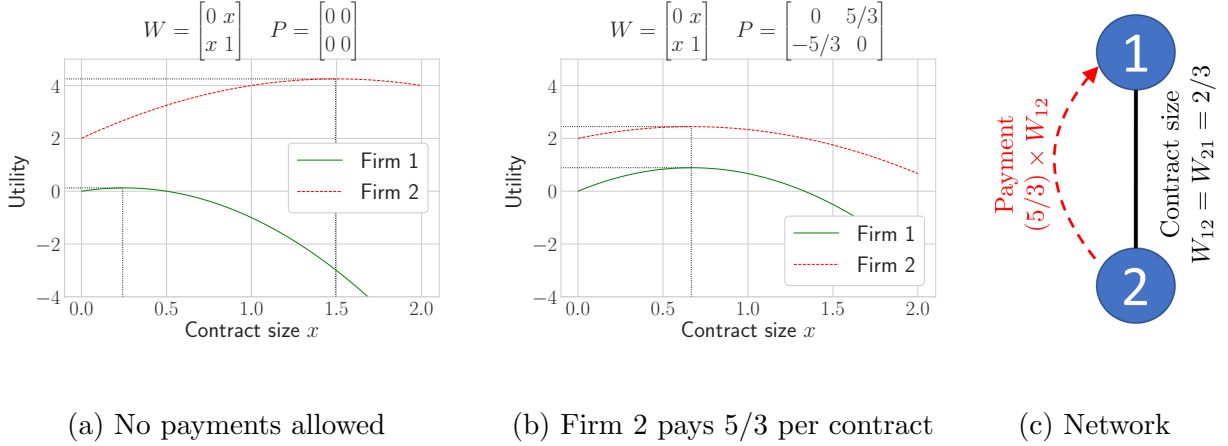 W = [0 x; x 1] P = [0 0; 0 0]
Utility
4
2
0
−2
−4
Firm 1
Firm 2
0.0 0.5 1.0 1.5 2.0
Contract size x
(a) No payments allowed
W = [0 x; x 1] P = [0 5/3; −5/3 0]
Utility
4
2
0
−2
−4
Firm 1
Firm 2
0.0 0.5 1.0 1.5 2.0
Contract size x
(b) Firm 2 pays 5/3 per contract
1
2
Payment
(5/3) × W₁₂
Contract size
W₁₂ = W₂₁ = 2/3
(c) Network